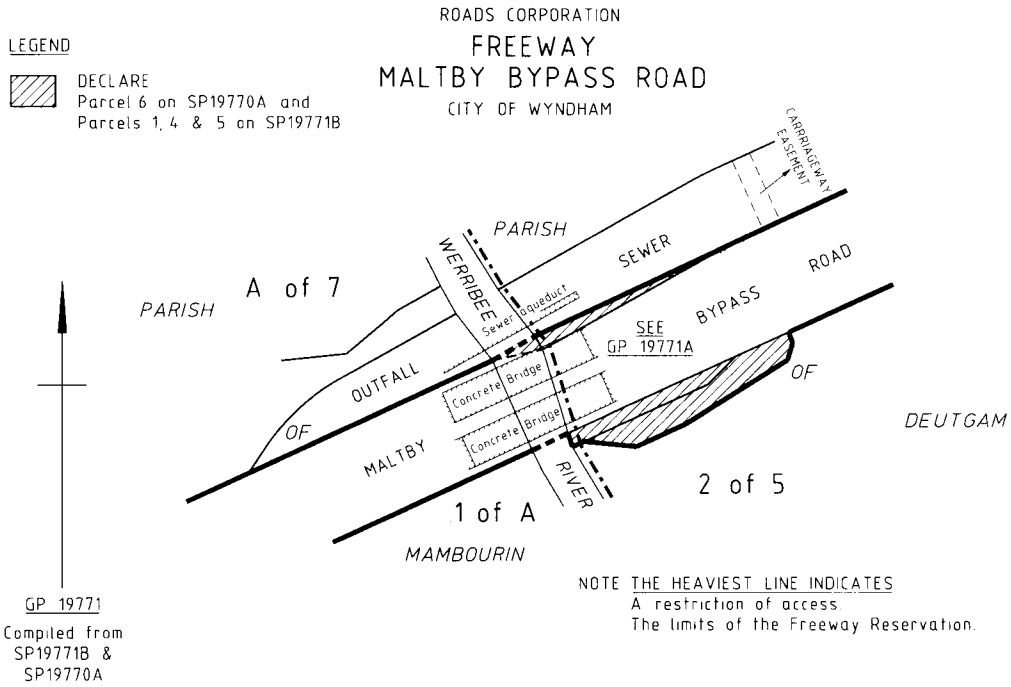 ROADS CORPORATION
FREEWAY
MALTBY BYPASS ROAD
CITY OF WYNDHAM
LEGEND
DECLARE
Parcel 6 on SP19770A and
Parcels 1, 4 & 5 on SP19771B
CARRRIAGEWAY
EASEMENT
PARISH
WERRIBEE
SEWER
ROAD
A of 7
PARISH
Sewer aqueduct
BYPASS
SEE
GP 19771A
OUTFALL
Concrete Bridge
OF
OF
Concrete Bridge
MALTBY
DEUTGAM
RIVER
2 of 5
1 of A
MAMBOURIN
NOTE THE HEAVIEST LINE INDICATES
A restriction of access.
The limits of the Freeway Reservation.
GP 19771
Compiled from
SP19771B &
SP19770A